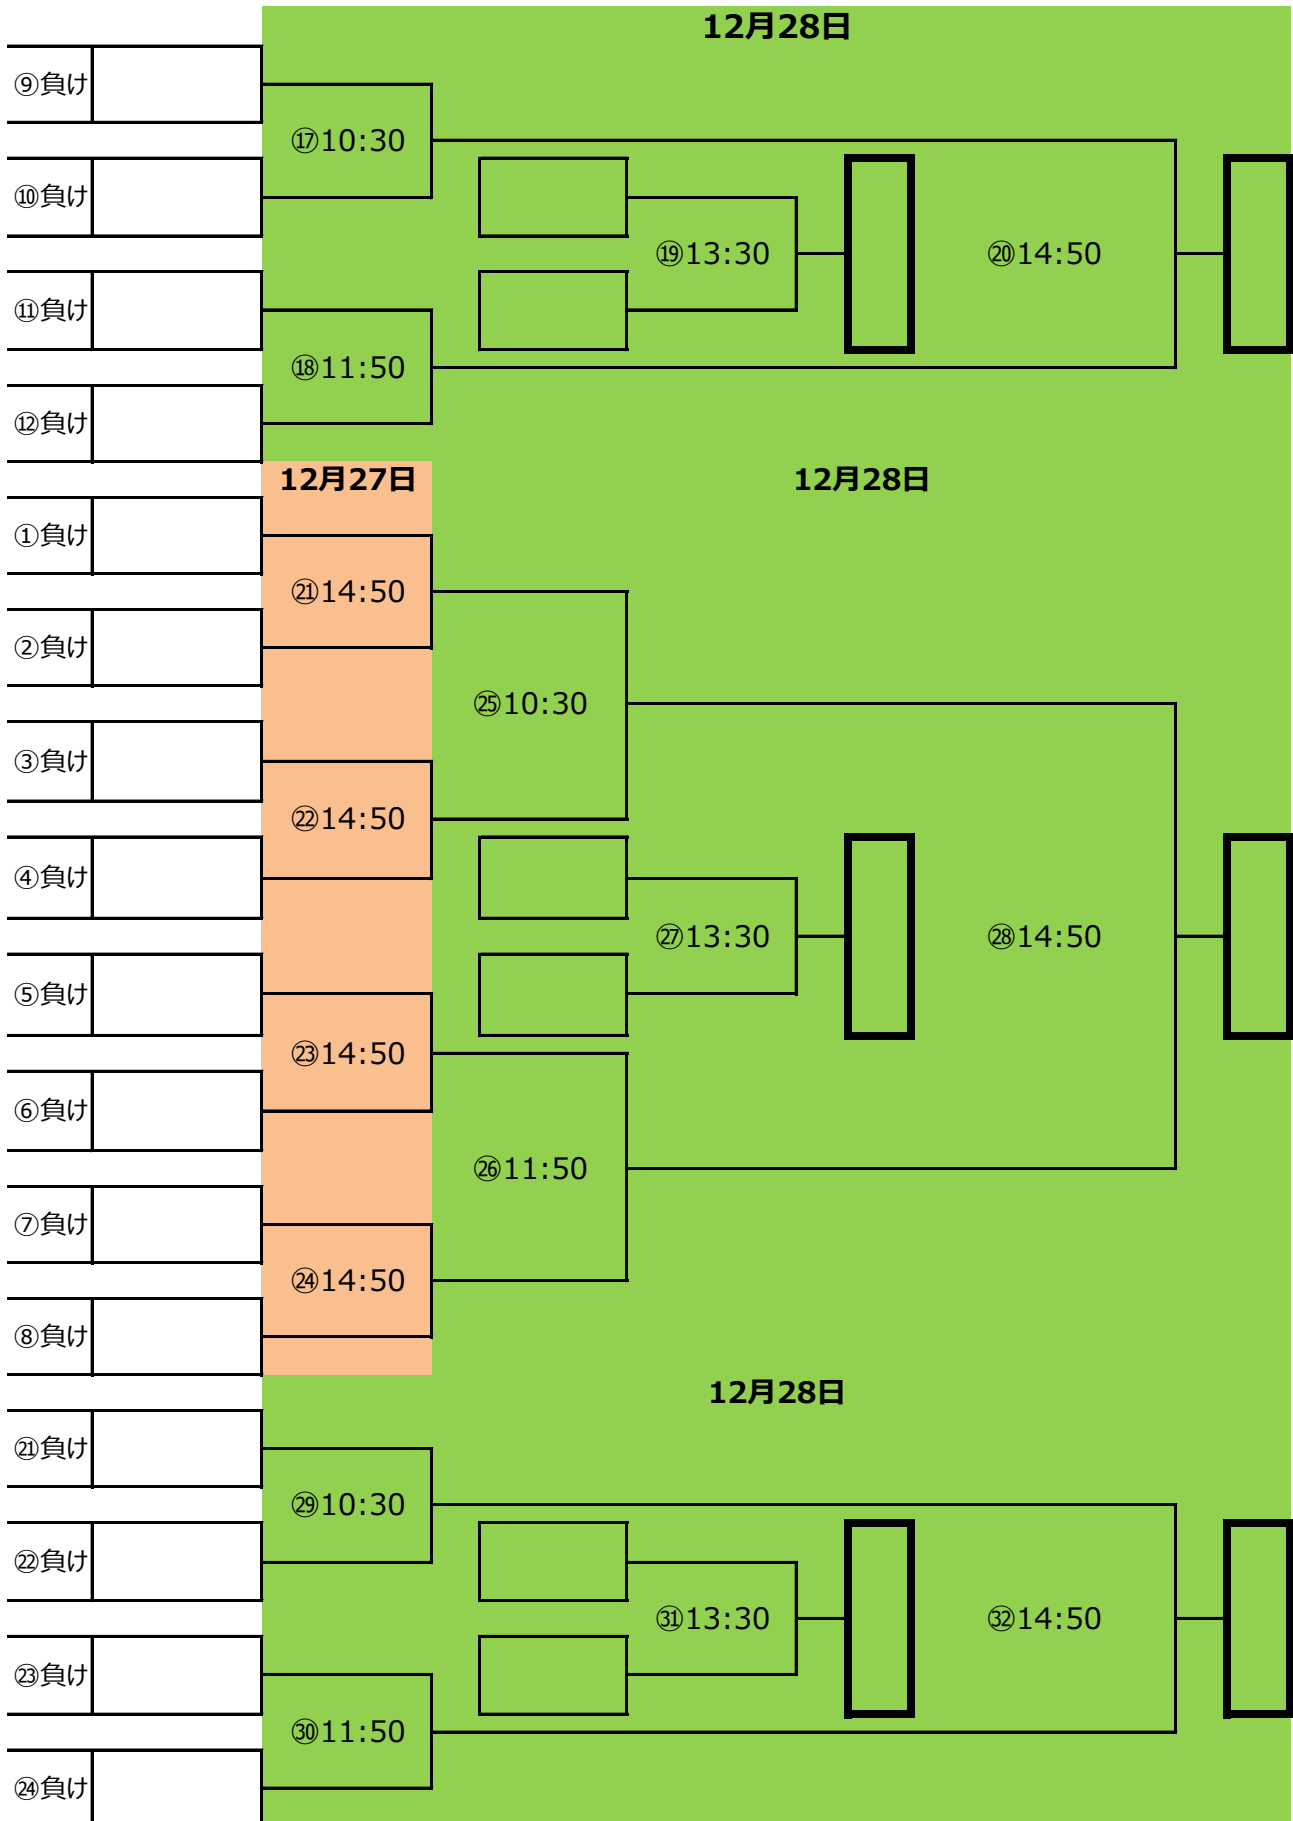 12月28日
⑨負け
⑰10:30
⑩負け
⑲13:30
⑳14:50
⑪負け
⑱11:50
⑫負け
12月27日
12月28日
①負け
㉑14:50
②負け
㉕10:30
③負け
㉒14:50
④負け
㉗13:30
㉘14:50
⑤負け
㉓14:50
⑥負け
㉖11:50
⑦負け
㉔14:50
⑧負け
12月28日
㉑負け
㉙10:30
㉒負け
㉛13:30
㉜14:50
㉓負け
㉚11:50
㉔負け